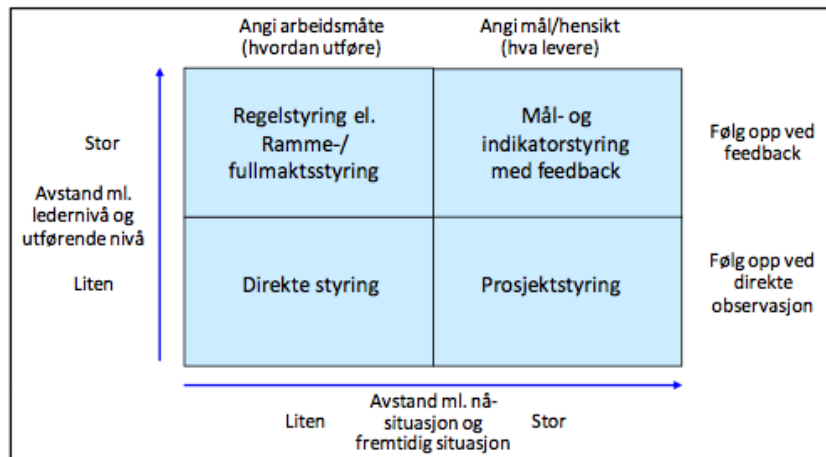 Angi arbeidsmåte
(hvordan utføre)
Angi mål/hensikt
(hva levere)
Stor
Avstand ml.
ledernivå og
utførende nivå
Liten
Regelstyring el.
Ramme-/
fullmaktsstyring
Mål- og
indikatorstyring
med feedback
Følg opp ved
feedback
Direkte styring
Prosjektstyring
Følg opp ved
direkte
observasjon
Liten
Avstand ml. nå-
situasjon og
fremtidig situasjon
Stor